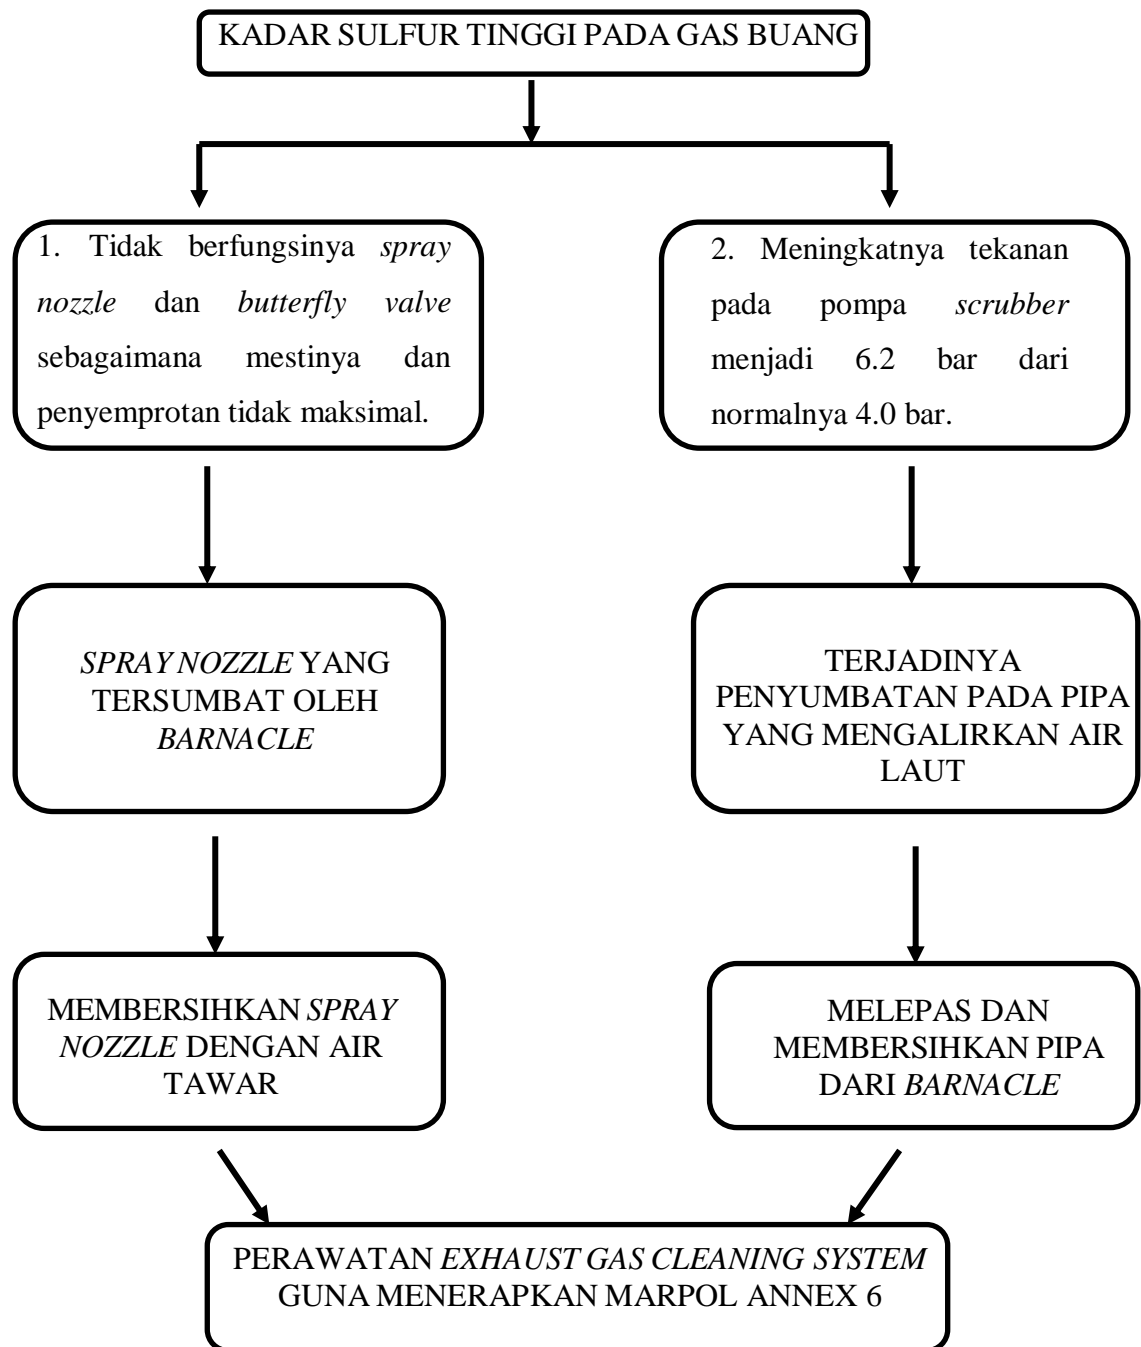 KADAR SULFUR TINGGI PADA GAS BUANG
1. Tidak berfungsinya spray
nozzle dan butterfly valve
sebagaimana mestinya dan
penyemprotan tidak maksimal.
2. Meningkatnya tekanan
pada pompa scrubber
menjadi 6.2 bar dari
normalnya 4.0 bar.
SPRAY NOZZLE YANG
TERSUMBAT OLEH
BARNACLE
TERJADINYA
PENYUMBATAN PADA PIPA
YANG MENGALIRKAN AIR
LAUT
MEMBERSIHKAN SPRAY
NOZZLE DENGAN AIR
TAWAR
MELEPAS DAN
MEMBERSIHKAN PIPA
DARI BARNACLE
PERAWATAN EXHAUST GAS CLEANING SYSTEM
GUNA MENERAPKAN MARPOL ANNEX 6